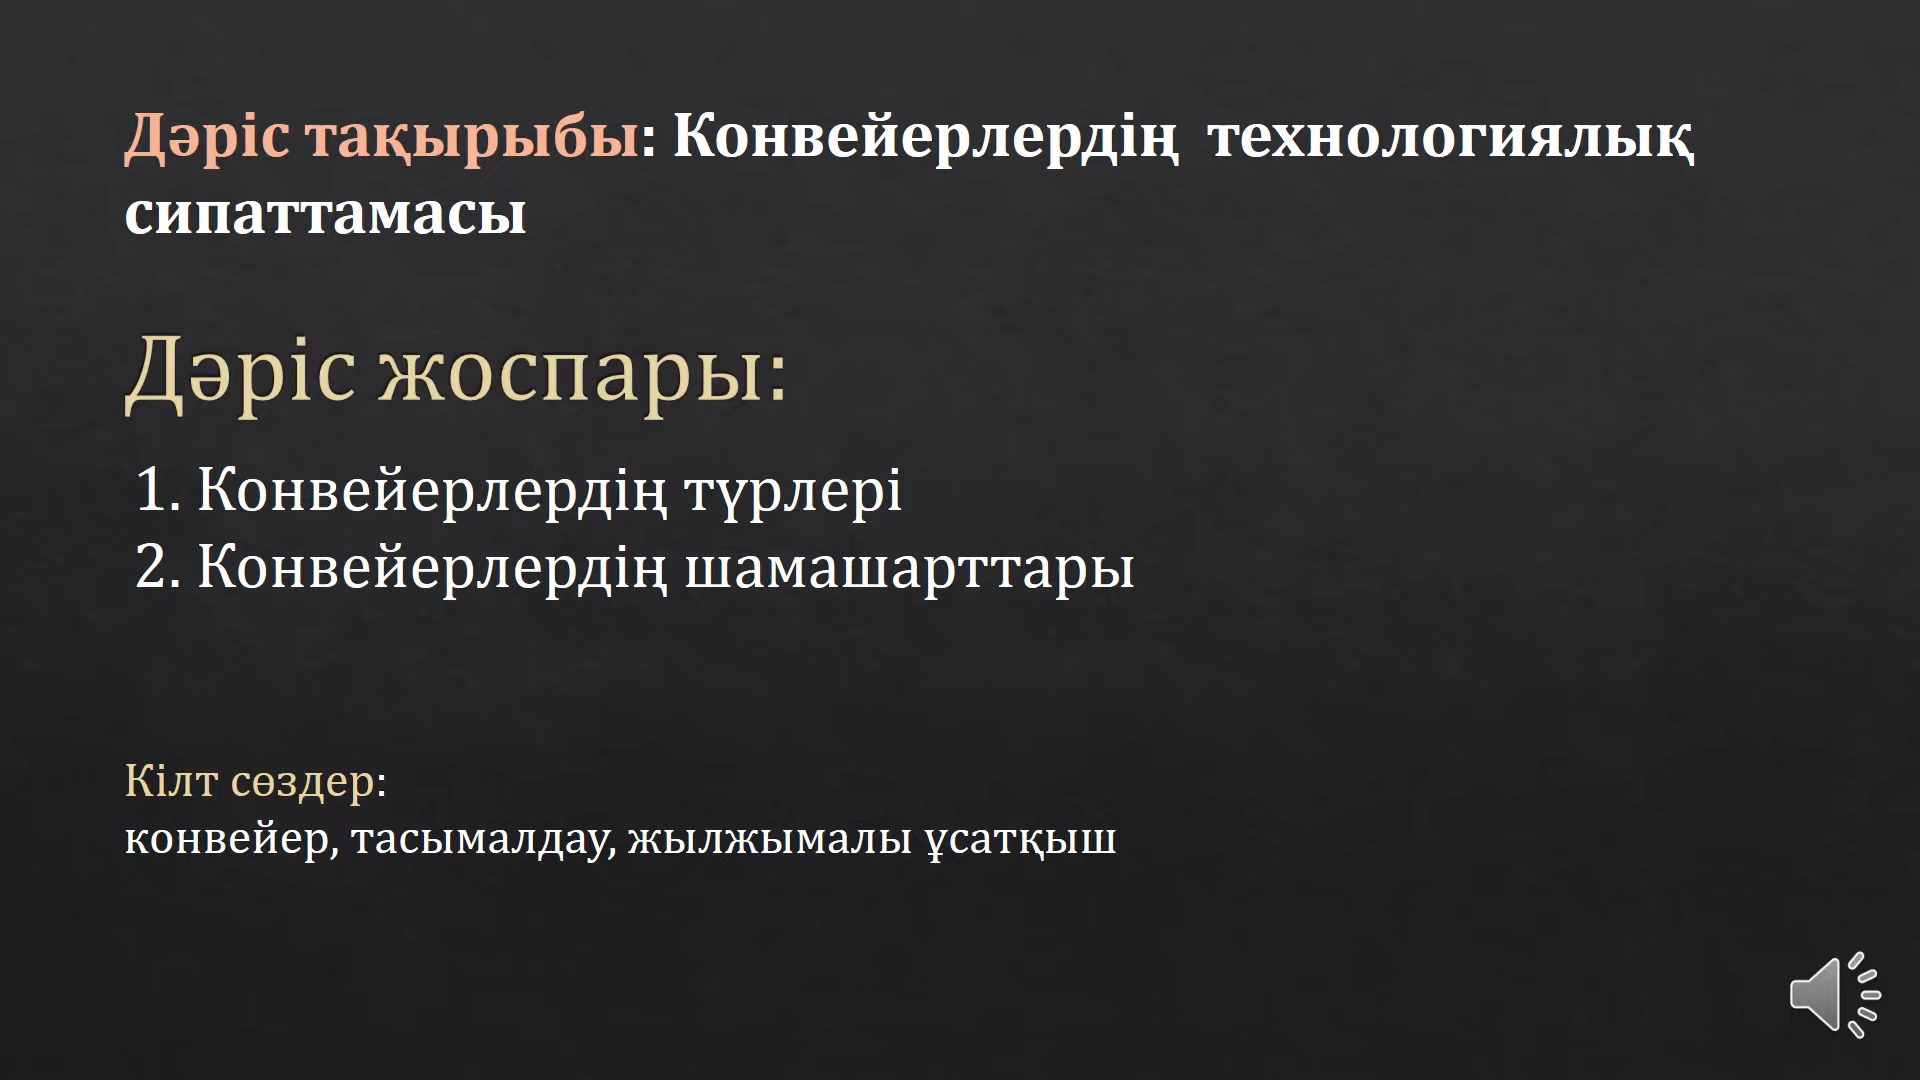 Дәріс тақырыбы: Конвейерлердің технологиялық
сипаттамасы
Дәріс жоспары:
1. Конвейерлердің түрлері
2. Конвейерлердің шамашарттары
Кілт сөздер:
конвейер, тасымалдау, жылжымалы ұсатқыш